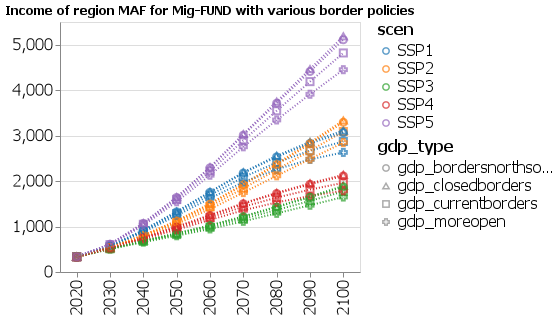 Income of region MAF for Mig-FUND with various border policies
5,000
4,000
3,000
2,000
1,000
0
2020
2030
2040
2050
2060
2070
2080
2090
2100
scen
SSP1
SSP2
SSP3
SSP4
SSP5
gdp_type
gdp_bordersnorthso...
gdp_closedborders
gdp_currentborders
gdp_moreopen